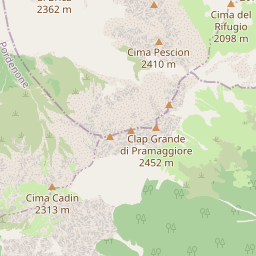 2362 m
Cima del
Rifugio
2098 m
Pordenone
Cima Pescion
2410 m
Clap Grande
di Pramaggiore
2452 m
Cima Cadin
2313 m